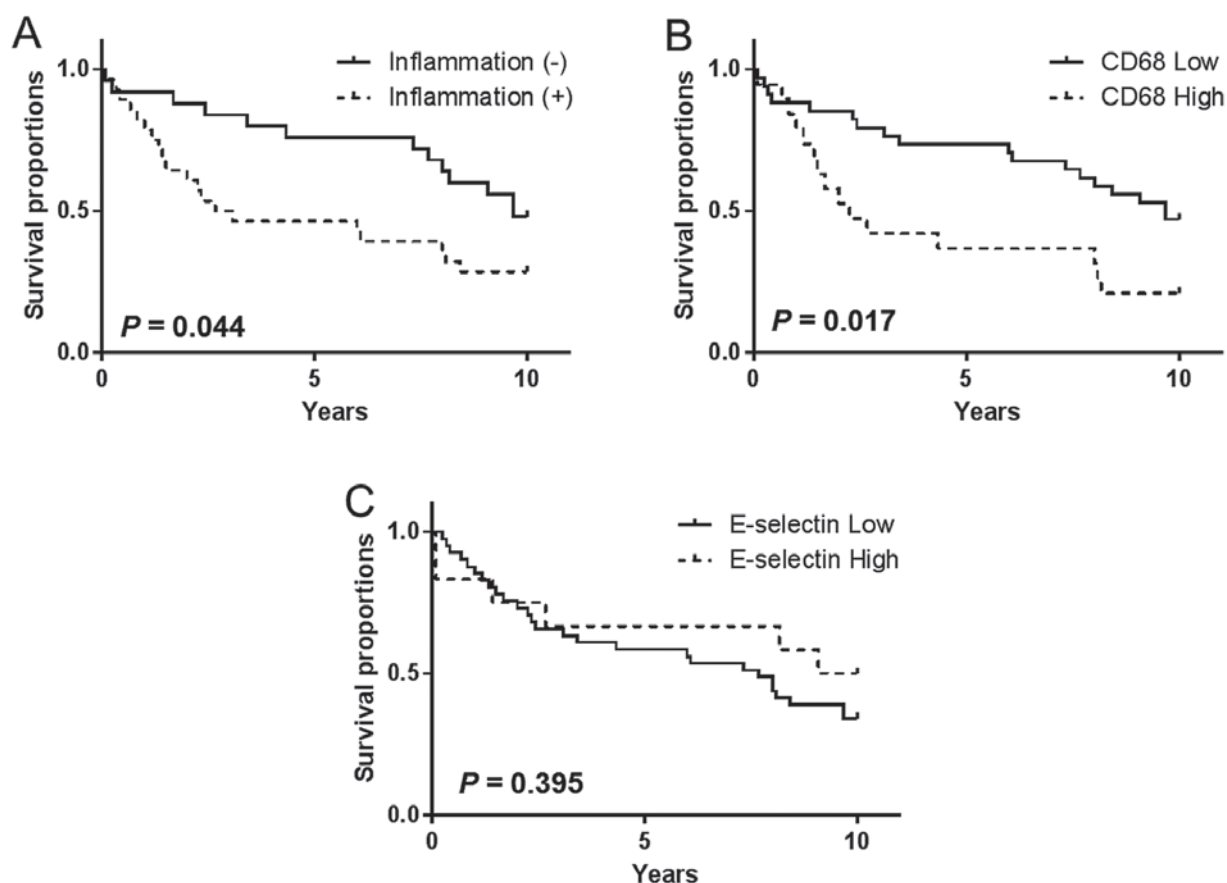 A
Inflammation (-)
Inflammation (+)
1.0
0.5
0.0
Survival proportions
P = 0.044
0 5 10
Years
B
CD68 Low
CD68 High
1.0
0.5
0.0
Survival proportions
P = 0.017
0 5 10
Years
C
E-selectin Low
E-selectin High
1.0
0.5
0.0
Survival proportions
P = 0.395
0 5 10
Years